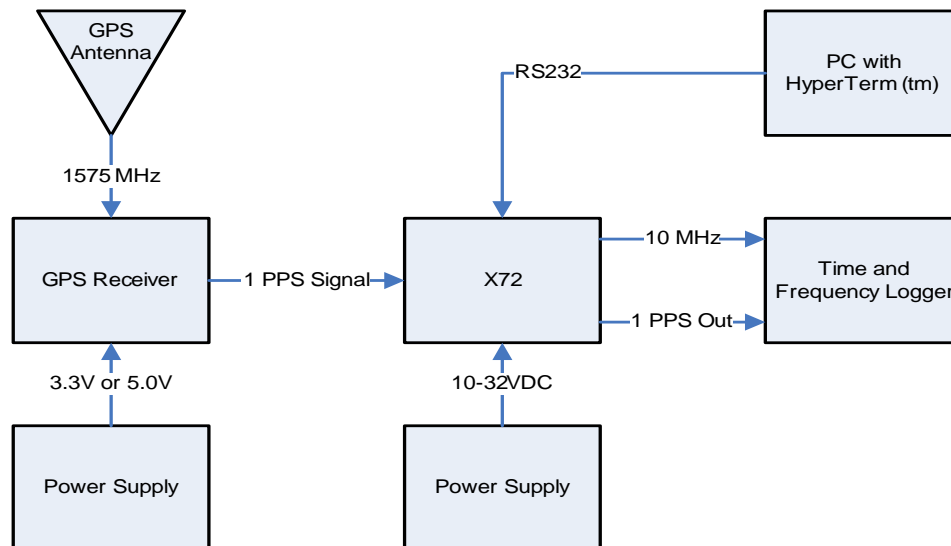 GPS
Antenna
RS232
PC with
HyperTerm (tm)
1575 MHz
GPS Receiver
1 PPS Signal
X72
10 MHz
1 PPS Out
Time and
Frequency Logger
3.3V or 5.0V
10-32VDC
Power Supply
Power Supply